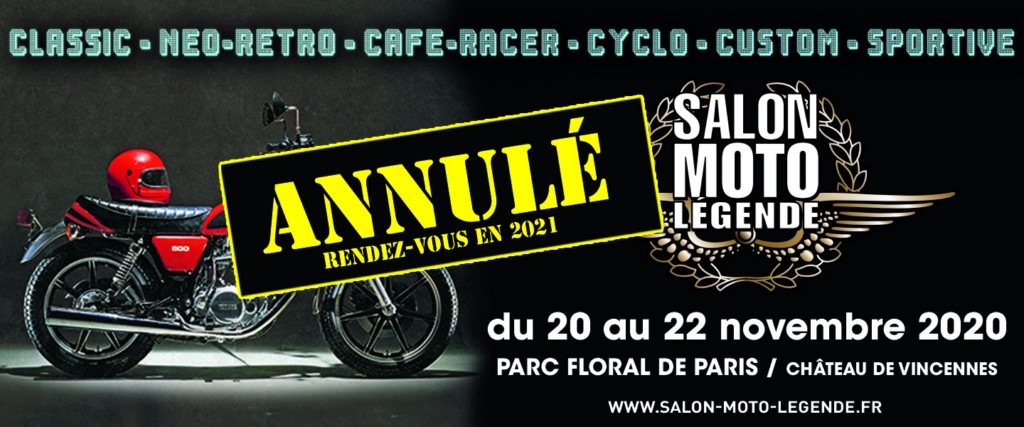 CLASSIC - NEO-RETRO - CAFE-RACER - CYCLO - CUSTOM - SPORTIVE
SALON
MOTO
LÉGENDE
ANNULÉ
RENDEZ-VOUS EN 2021
500
du 20 au 22 novembre 2020
PARC FLORAL DE PARIS / CHÂTEAU DE VINCENNES
WWW.SALON-MOTO-LEGENDE.FR